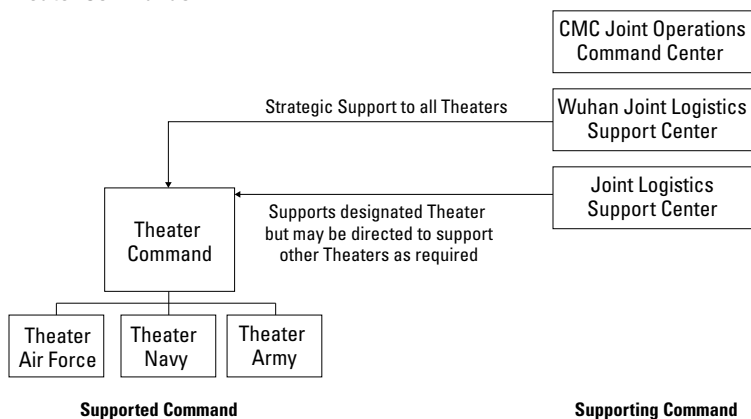 CMC Joint Operations
Command Center
Strategic Support to all Theaters
Wuhan Joint Logistics
Support Center
Joint Logistics
Support Center
Supports designated Theater
but may be directed to support
other Theaters as required
Theater
Command
Theater
Air Force
Theater
Navy
Theater
Army
Supported Command
Supporting Command